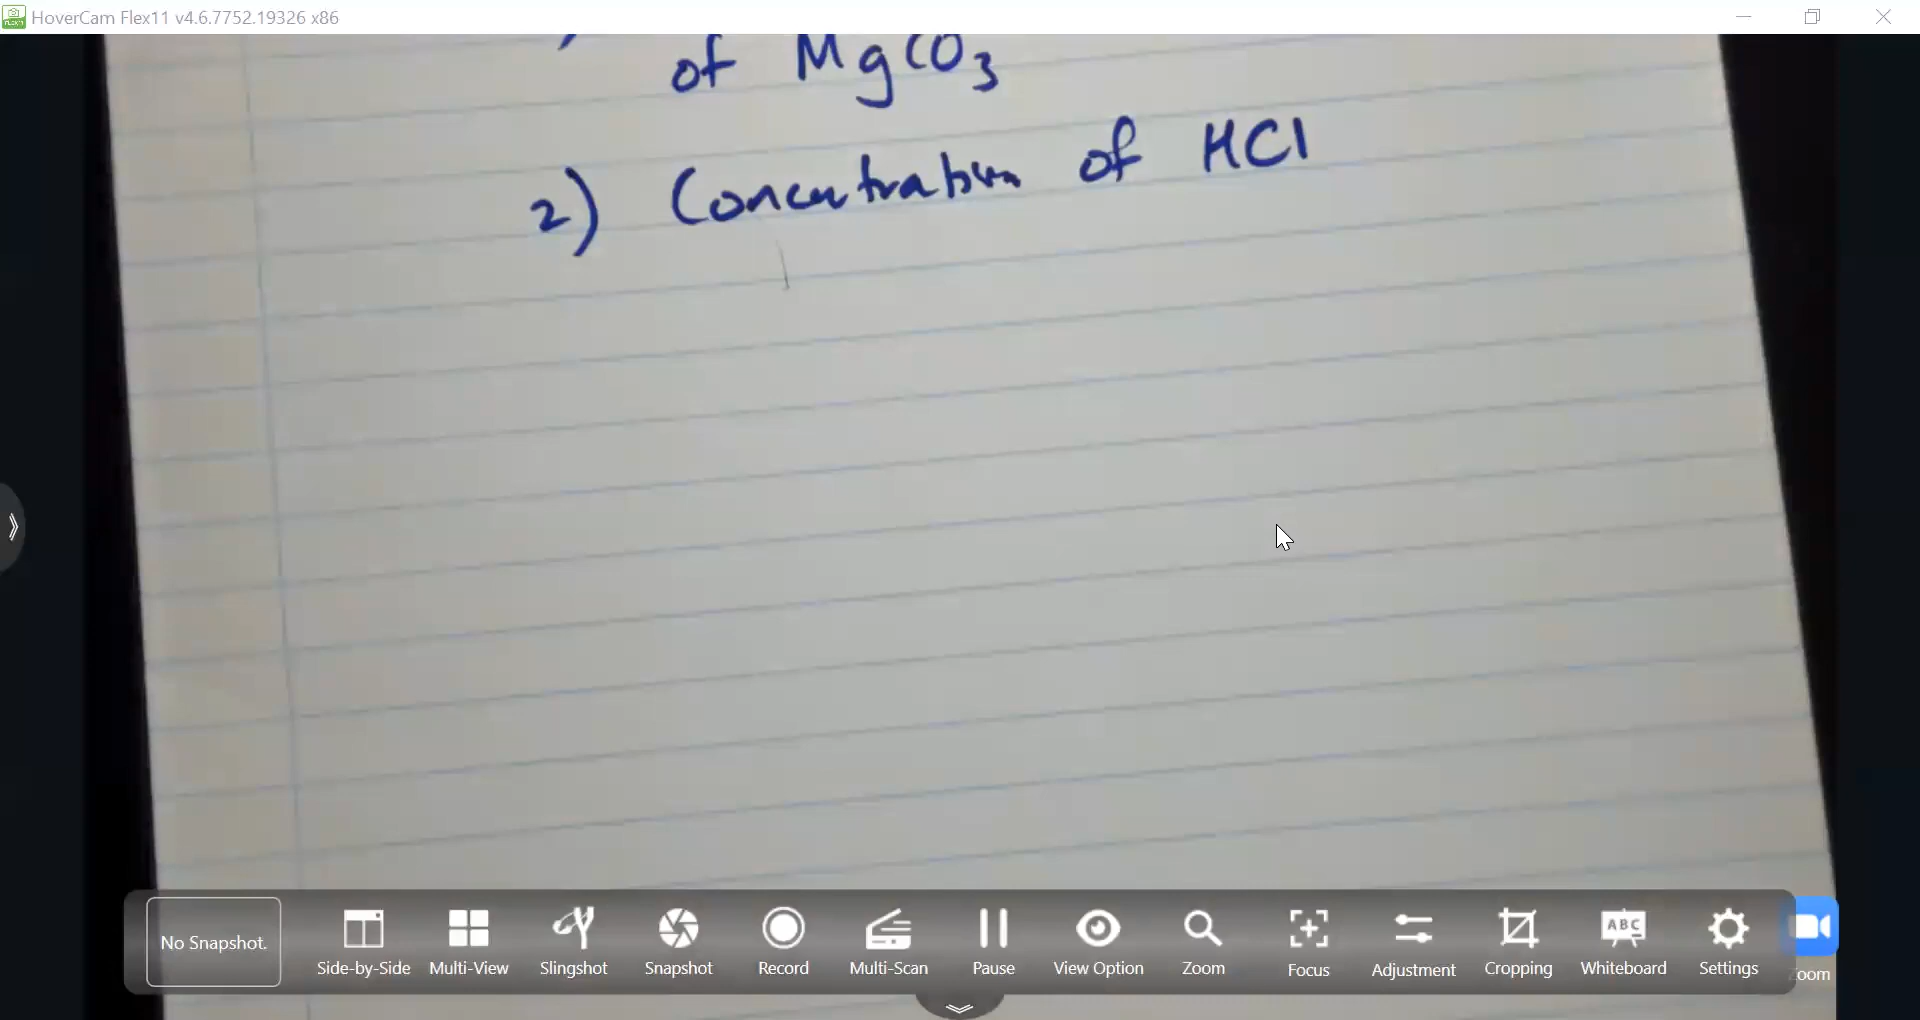 HoverCam Flex11 v4.6.7752.19326 x86
of MgCO3
2) Concentration of HCl
No Snapshot.
Side-by-Side
Multi-View
Slingshot
Snapshot
Record
Multi-Scan
Pause
View Option
Zoom
Focus
Adjustment
Cropping
ABC
Whiteboard
Settings
oom